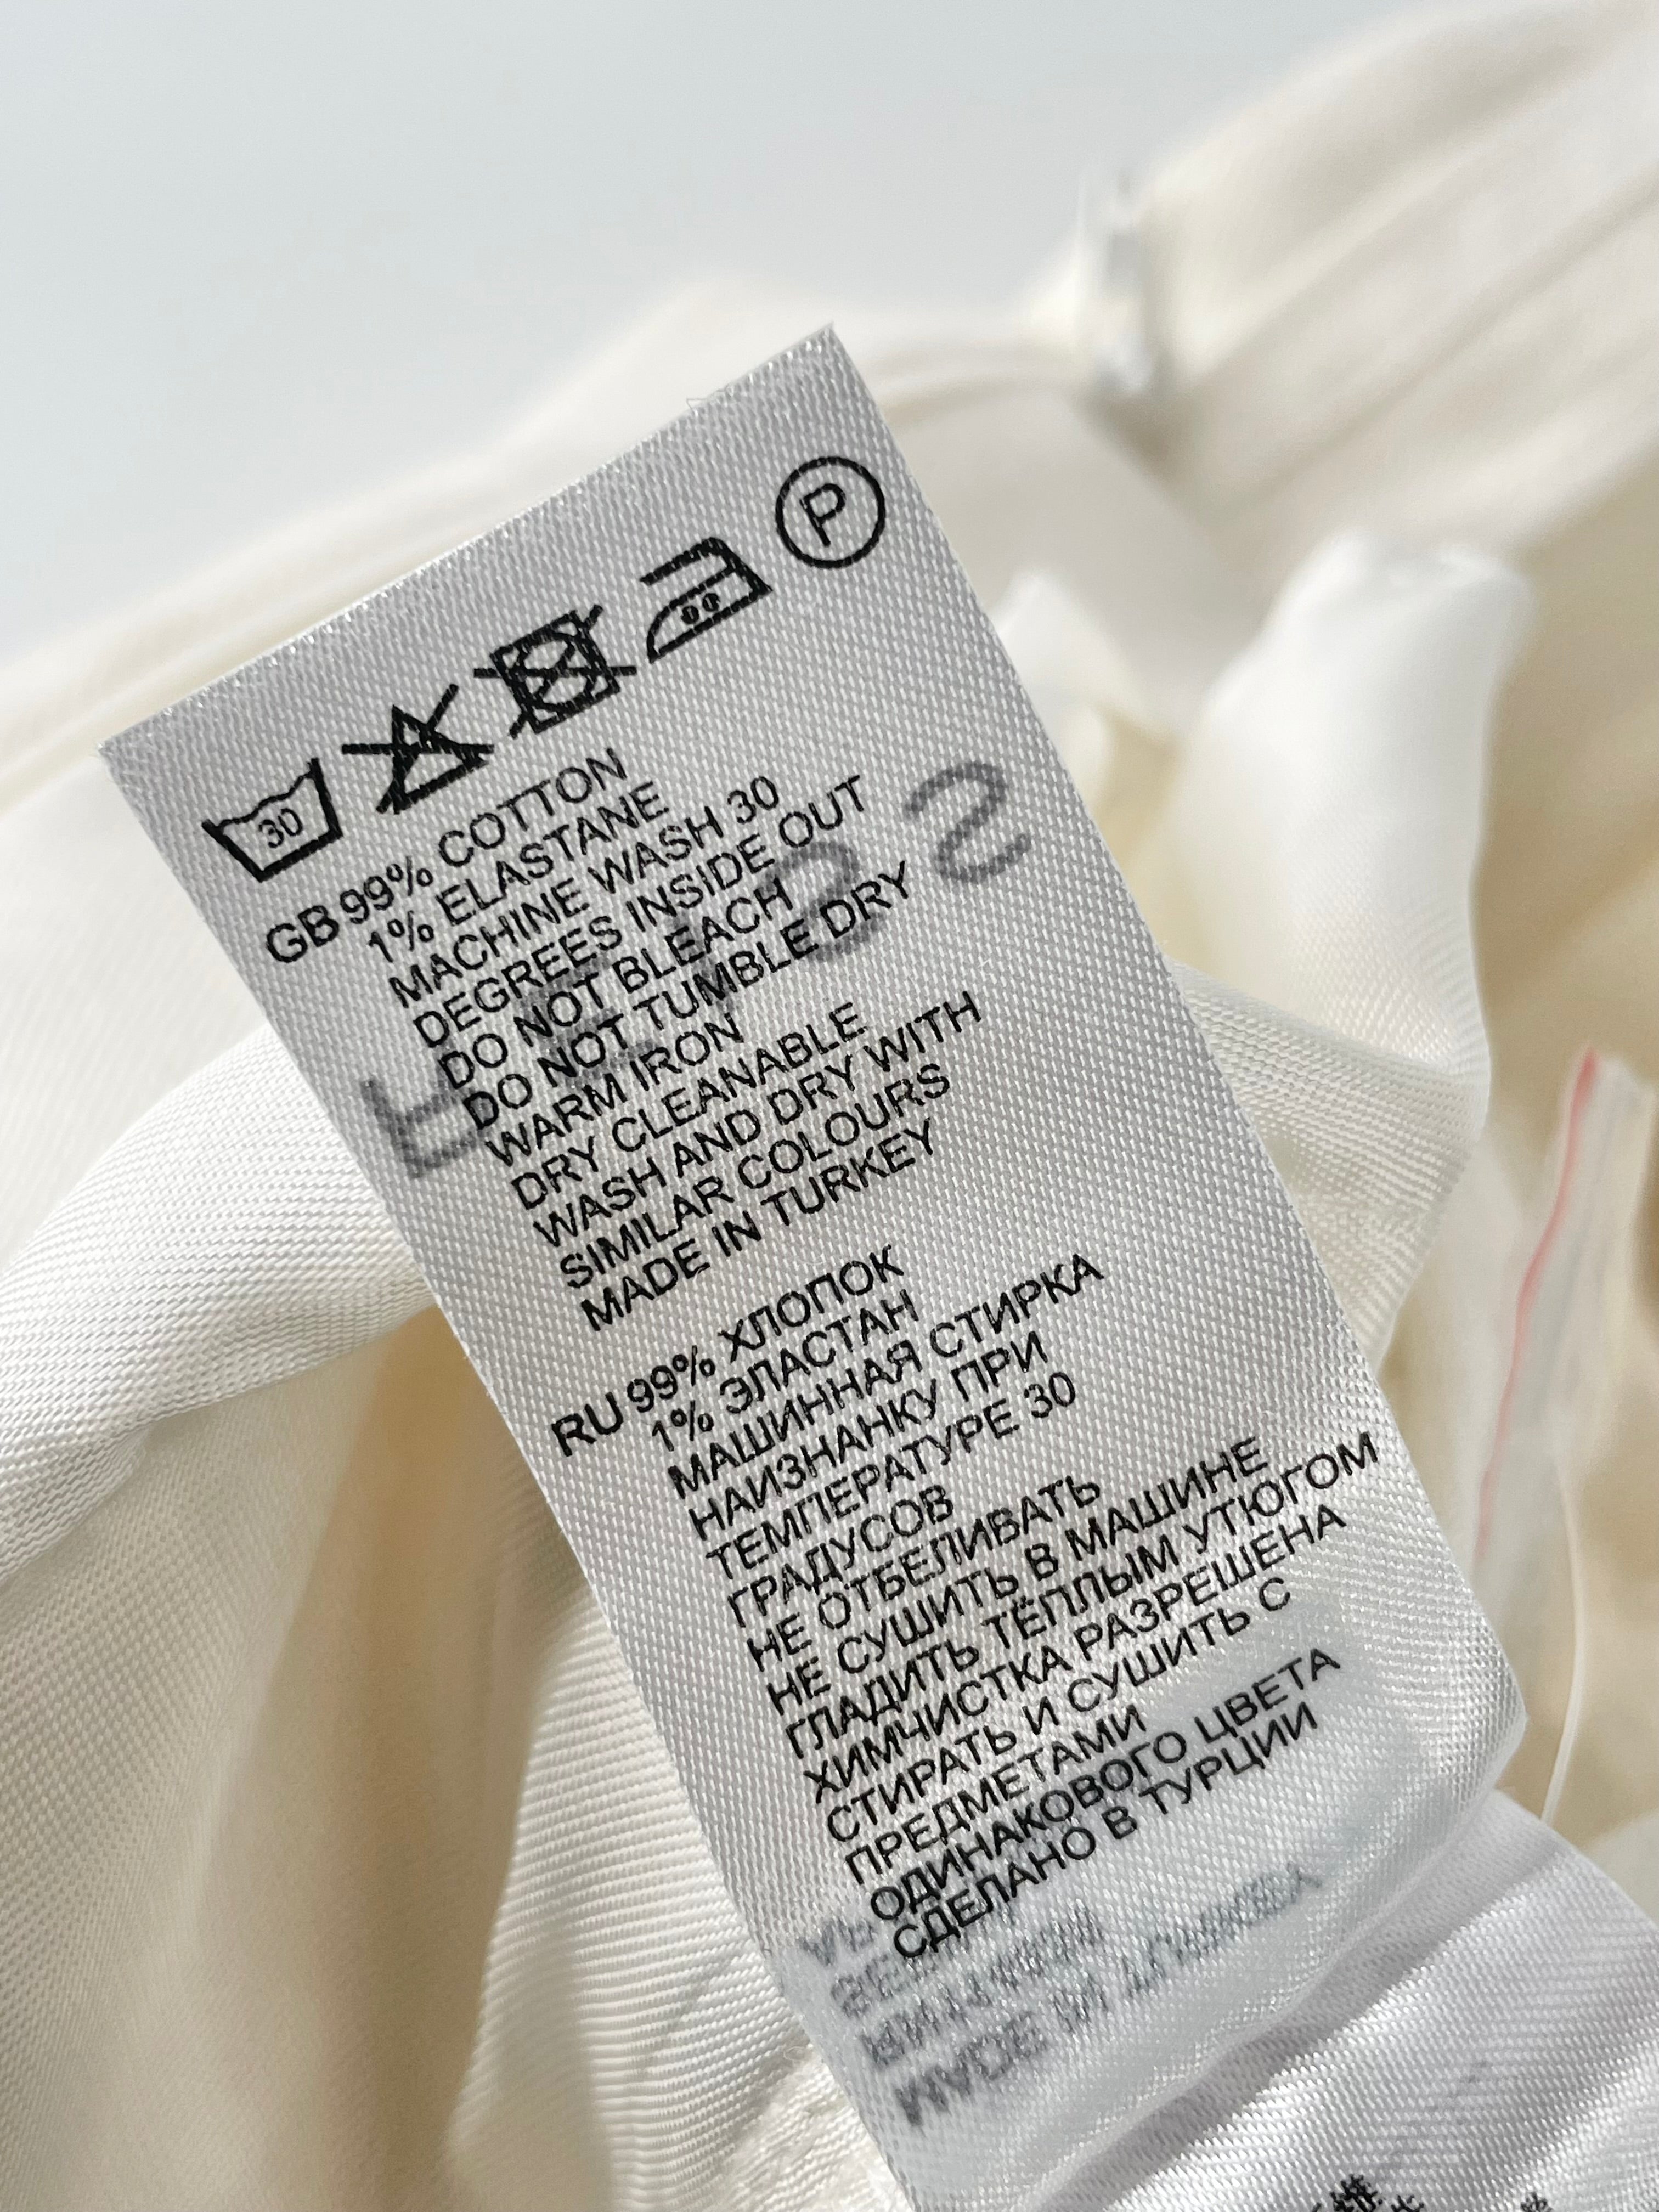 P
30
GB 99% COTTON
1% ELASTANE
MACHINE WASH 30
DEGREES INSIDE OUT
DO NOT BLEACH
DO NOT TUMBLE DRY
WARM IRON
DRY CLEANABLE
WASH AND DRY WITH
SIMILAR COLOURS
MADE IN TURKEY
RU 99% ХЛОПОК
1% ЭЛАСТАН
МАШИННАЯ СТИРКА
НАИЗНАНКУ ПРИ
ТЕМПЕРАТУРЕ 30
ГРАДУСОВ
НЕ ОТБЕЛИВАТЬ
НЕ СУШИТЬ В МАШИНЕ
ГЛАДИТЬ ТЁПЛЫМ УТЮГОМ
ХИМЧИСТКА РАЗРЕШЕНА
СТИРАТЬ И СУШИТЬ С
ПРЕДМЕТАМИ
ОДИНАКОВОГО ЦВЕТА
СДЕЛАНО В ТУРЦИИ